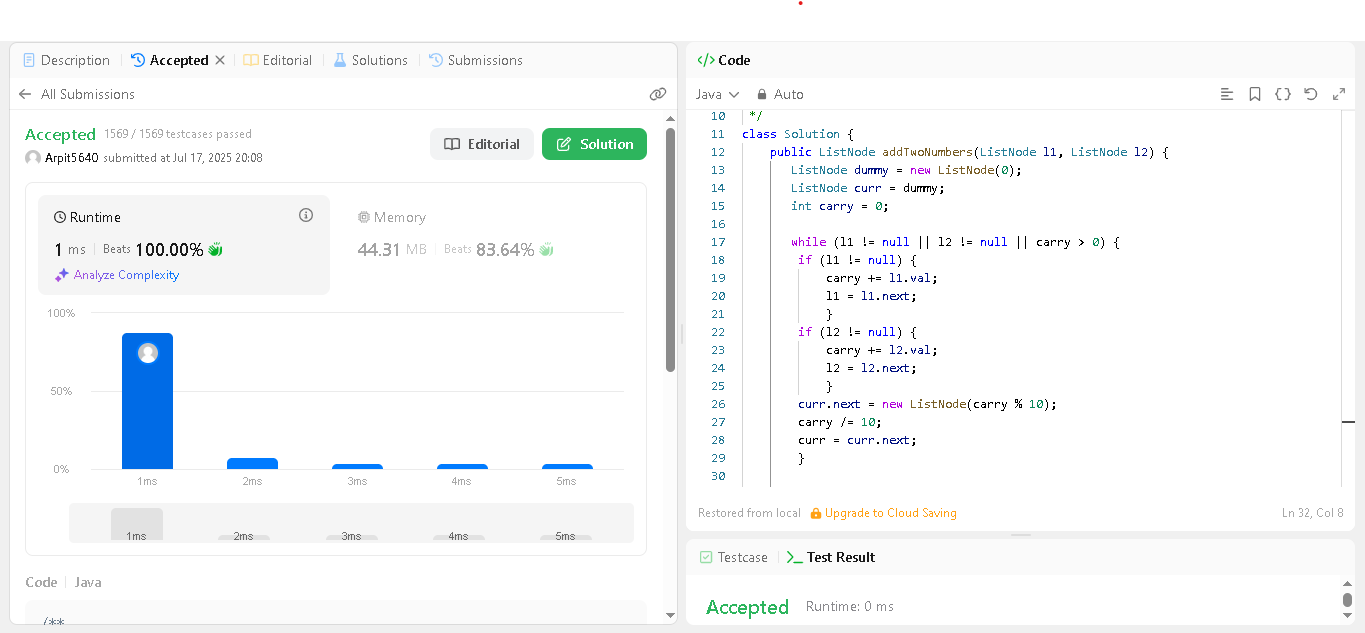 Description Accepted Editorial Solutions Submissions
All Submissions
Accepted 1569 / 1569 testcases passed
Arpit5640 submitted at Jul 17, 2025 20:08
Editorial Solution
Runtime
1 ms Beats 100.00%
Analyze Complexity
Memory
44.31 MB Beats 83.64%
100%
50%
0%
1ms 2ms 3ms 4ms 5ms
1ms 2ms 3ms 4ms 5ms
Code Java
/**
</> Code
Java Auto
10 */
11 class Solution {
12 public ListNode addTwoNumbers(ListNode l1, ListNode l2) {
13 ListNode dummy = new ListNode(0);
14 ListNode curr = dummy;
15 int carry = 0;
16
17 while (l1 != null || l2 != null || carry > 0) {
18 if (l1 != null) {
19 carry += l1.val;
20 l1 = l1.next;
21 }
22 if (l2 != null) {
23 carry += l2.val;
24 l2 = l2.next;
25 }
26 curr.next = new ListNode(carry % 10);
27 carry /= 10;
28 curr = curr.next;
29 }
30
Restored from local Upgrade to Cloud Saving Ln 32, Col 8
Testcase >_ Test Result
Accepted Runtime: 0 ms